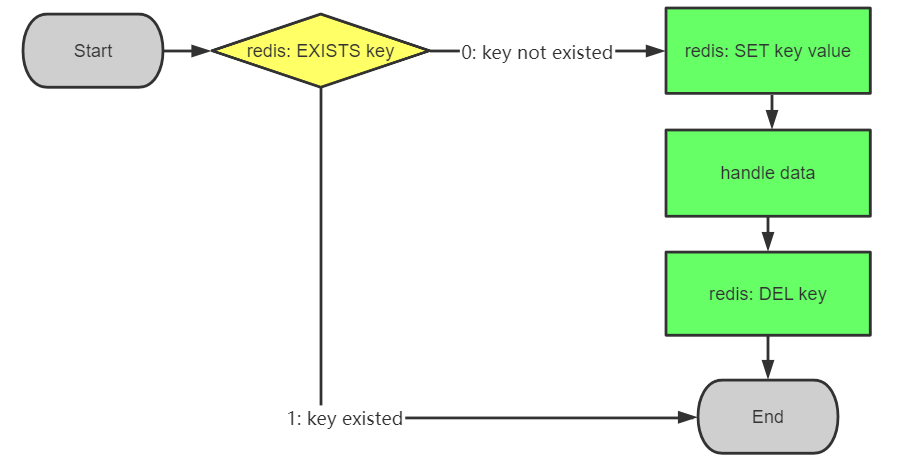 Start
redis: EXISTS key
0: key not existed
redis: SET key value
handle data
redis: DEL key
1: key existed
End